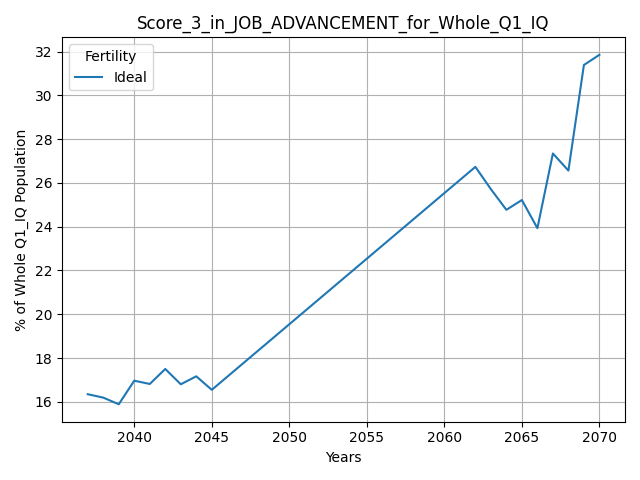 Score_3_in_JOB_ADVANCEMENT_for_Whole_Q1_IQ
Fertility
Ideal
% of Whole Q1_IQ Population
32
30
28
26
24
22
20
18
16
2040 2045 2050 2055 2060 2065 2070
Years